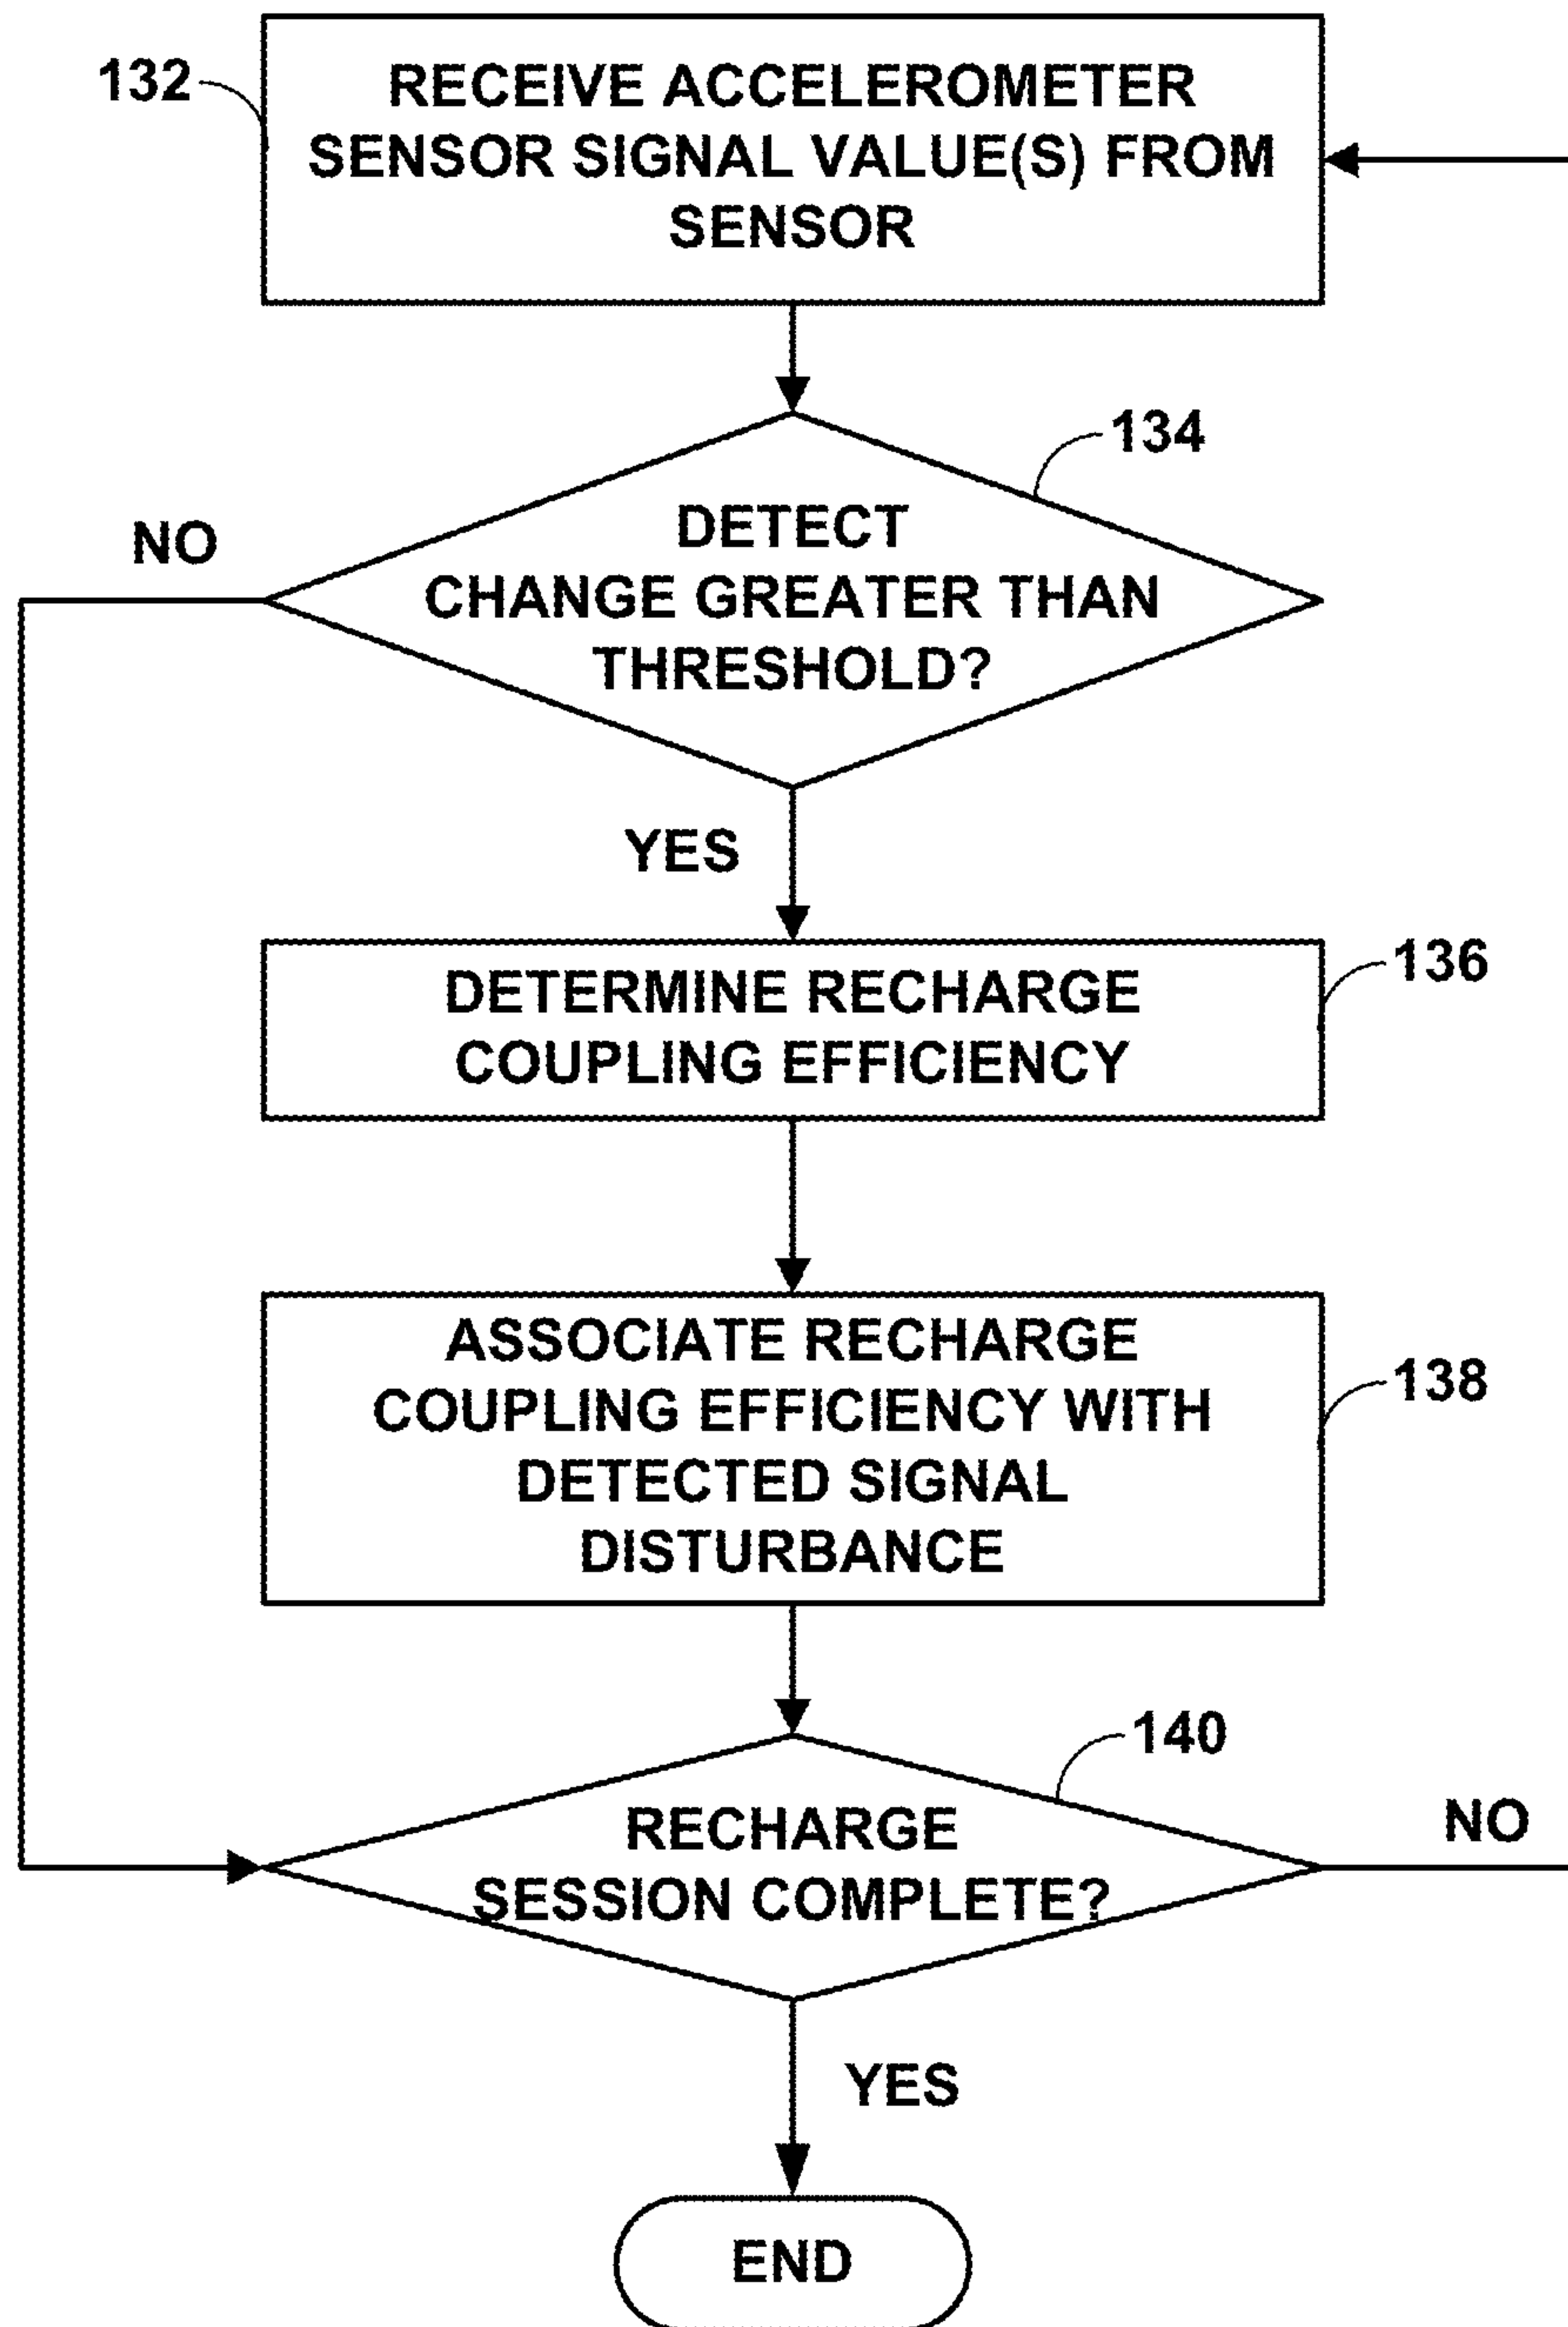 132
RECEIVE ACCELEROMETER
SENSOR SIGNAL VALUE(S) FROM
SENSOR
134
DETECT
CHANGE GREATER THAN
THRESHOLD?
NO
YES
136
DETERMINE RECHARGE
COUPLING EFFICIENCY
ASSOCIATE RECHARGE
COUPLING EFFICIENCY WITH
DETECTED SIGNAL
DISTURBANCE
138
140
RECHARGE
SESSION COMPLETE?
NO
YES
END